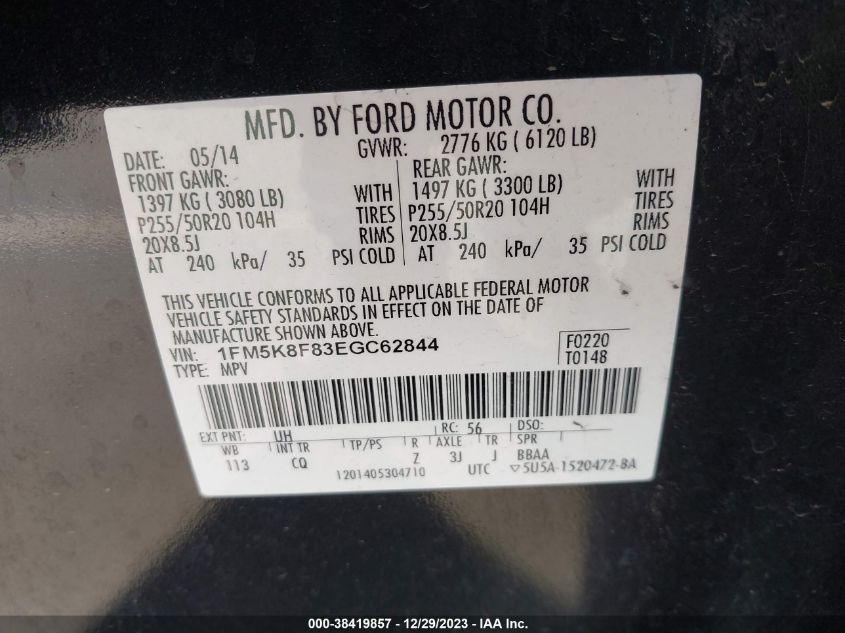 MFD. BY FORD MOTOR CO.
DATE: 05/14 GVWR: 2776 KG ( 6120 LB)
FRONT GAWR: REAR GAWR:
1397 KG ( 3080 LB) WITH 1497 KG ( 3300 LB) WITH
P255/50R20 104H TIRES P255/50R20 104H TIRES
20X8.5J RIMS 20X8.5J RIMS
AT 240 kPa/ 35 PSI COLD AT 240 kPa/ 35 PSI COLD
THIS VEHICLE CONFORMS TO ALL APPLICABLE FEDERAL MOTOR
VEHICLE SAFETY STANDARDS IN EFFECT ON THE DATE OF
MANUFACTURE SHOWN ABOVE.
VIN: 1FM5K8F83EGC62844 F0220
TYPE: MPV T0148
EXT PNT: UH RC: 56 DSO:
WB INT TR TP/PS R AXLE TR SPR
113 CQ Z 3J J BBAA
1201405304710 UTC ▽5U5A-1520472-BA
000-38419857 - 12/29/2023 - IAA Inc.